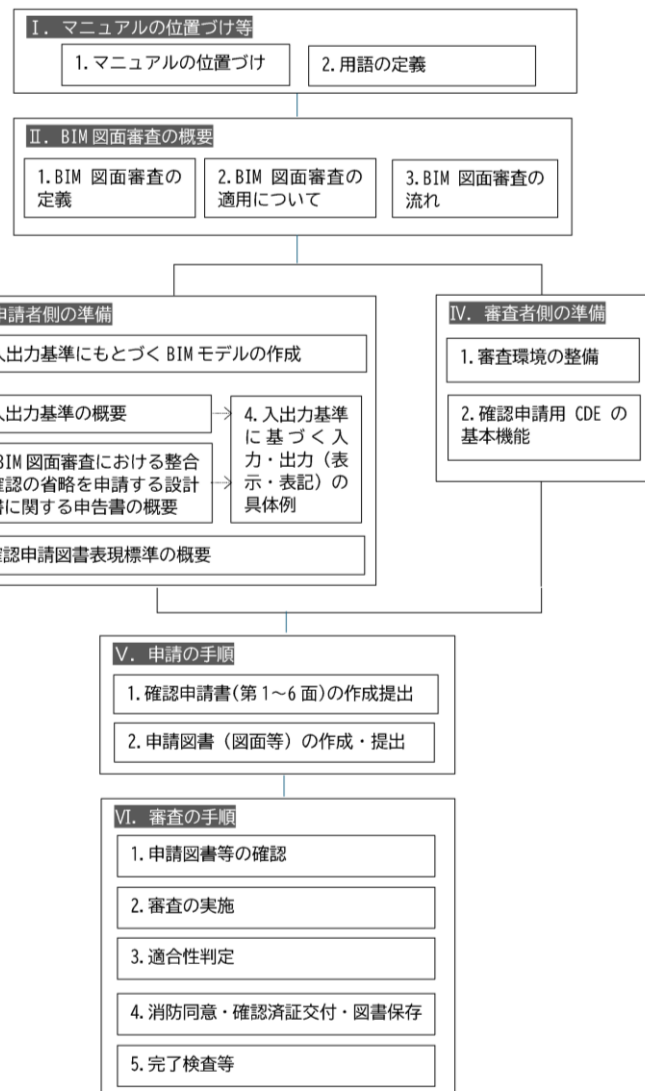 Ⅰ. マニュアルの位置づけ等
1.マニュアルの位置づけ
2.用語の定義
Ⅱ. BIM図面審査の概要
1.BIM 図面審査の
定義
2.BIM 図面審査の
適用について
3.BIM 図面審査の
流れ
申請者側の準備
入出力基準にもとづくBIMモデルの作成
入出力基準の概要
BIM図面審査における整合
確認の省略を申請する設計
書に関する申告書の概要
4.入出力基準
に基づく入
力・出力（表
示・表記）の
具体例
確認申請図書表現標準の概要
Ⅳ. 審査者側の準備
1.審査環境の整備
2.確認申請用 CDE の
基本機能
Ⅴ. 申請の手順
1.確認申請書(第1～6面)の作成提出
2.申請図書（図面等）の作成・提出
Ⅵ. 審査の手順
1.申請図書等の確認
2.審査の実施
3.適合性判定
4.消防同意・確認済証交付・図書保存
5.完了検査等